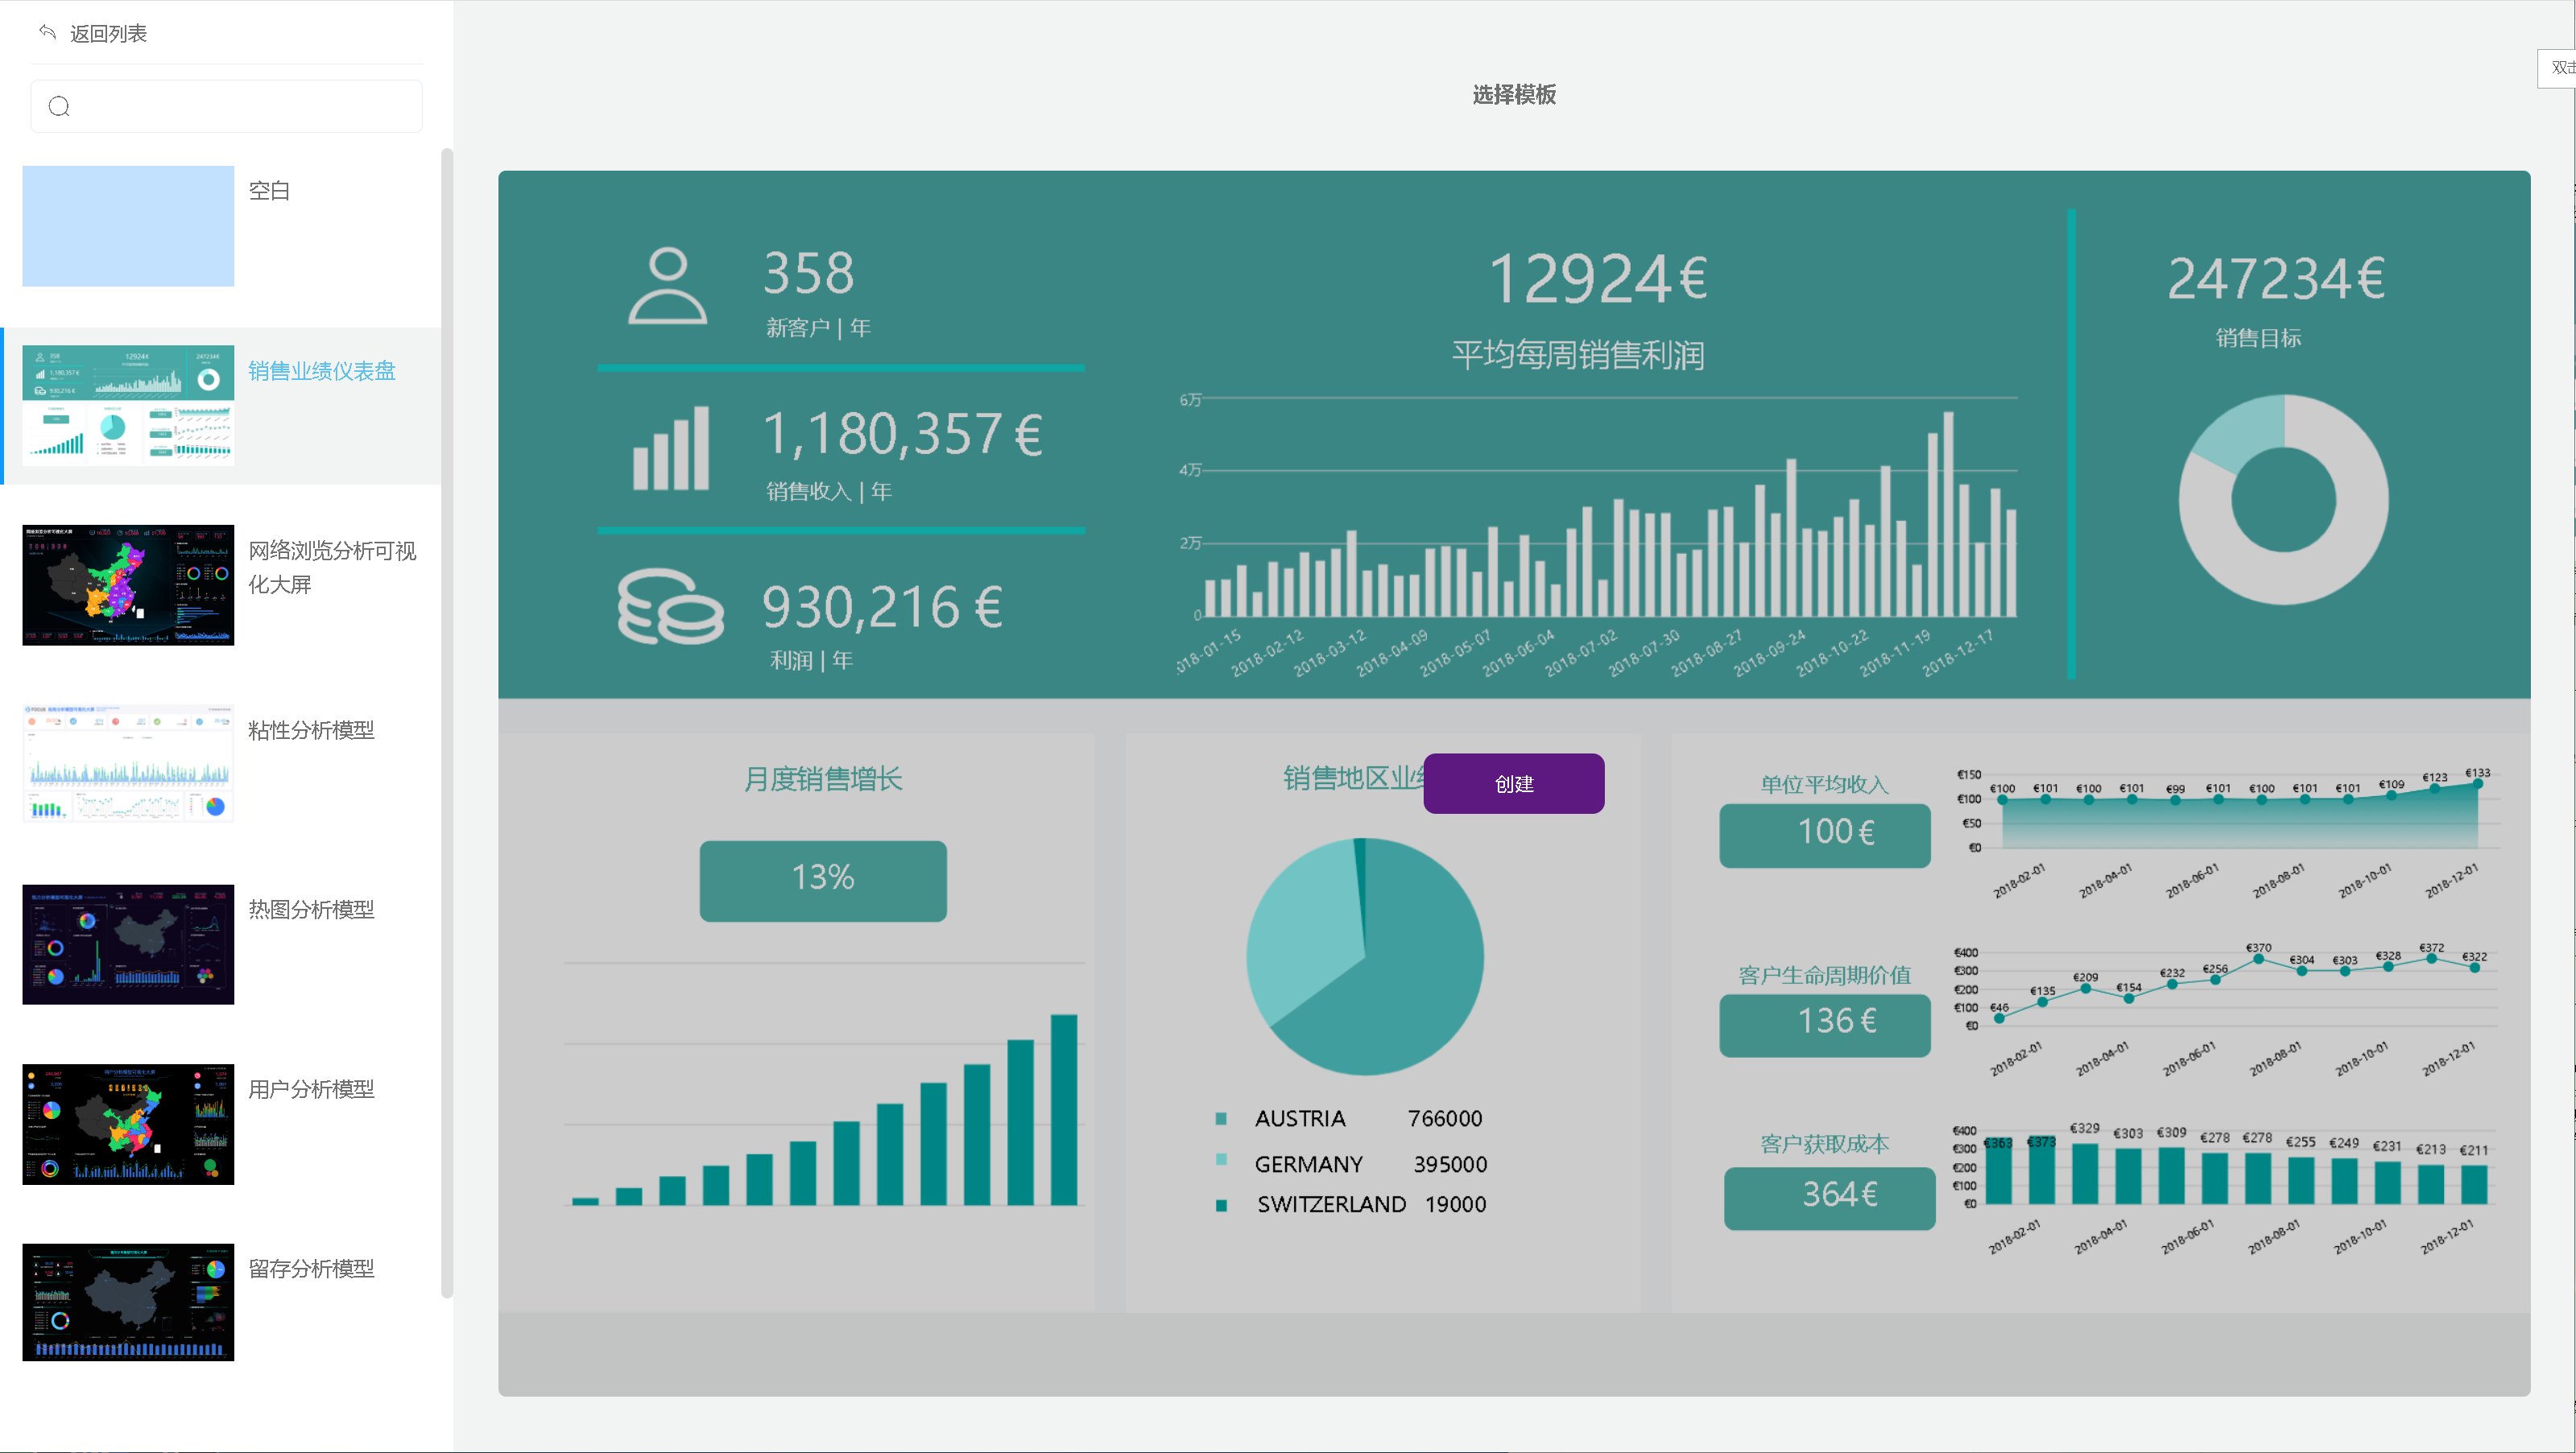 返回列表
双击
选择模板
空白
销售业绩仪表盘
网络浏览分析可视
化大屏
粘性分析模型
热图分析模型
用户分析模型
留存分析模型
358
新客户 | 年
1,180,357 €
销售收入 | 年
930,216 €
利润 | 年
12924€
平均每周销售利润
6万
4万
2万
0
2018-02-12
2018-03-12
2018-04-09
2018-05-07
2018-06-04
2018-07-02
2018-07-30
2018-08-27
2018-09-24
2018-10-22
2018-11-19
2018-12-17
247234€
销售目标
月度销售增长
13%
销售地区业
创建
AUSTRIA 766000
GERMANY 395000
SWITZERLAND 19000
单位平均收入
100 €
€150
€100
€50
€0
€100 €101 €100 €101 €99 €101 €100 €101 €101 €109 €123 €133
2018-02-01 2018-04-01 2018-06-01 2018-08-01 2018-10-01 2018-12-01
客户生命周期价值
136 €
€400
€300
€200
€100
€0
€46 €135 €209 €154 €232 €256 €370 €304 €303 €328 €372 €322
2018-02-01 2018-04-01 2018-06-01 2018-08-01 2018-10-01 2018-12-01
客户获取成本
364€
€400
€300
€200
€100
€0
€363 €373 €329 €303 €309 €278 €278 €255 €249 €231 €213 €211
2018-02-01 2018-04-01 2018-06-01 2018-08-01 2018-10-01 2018-12-01